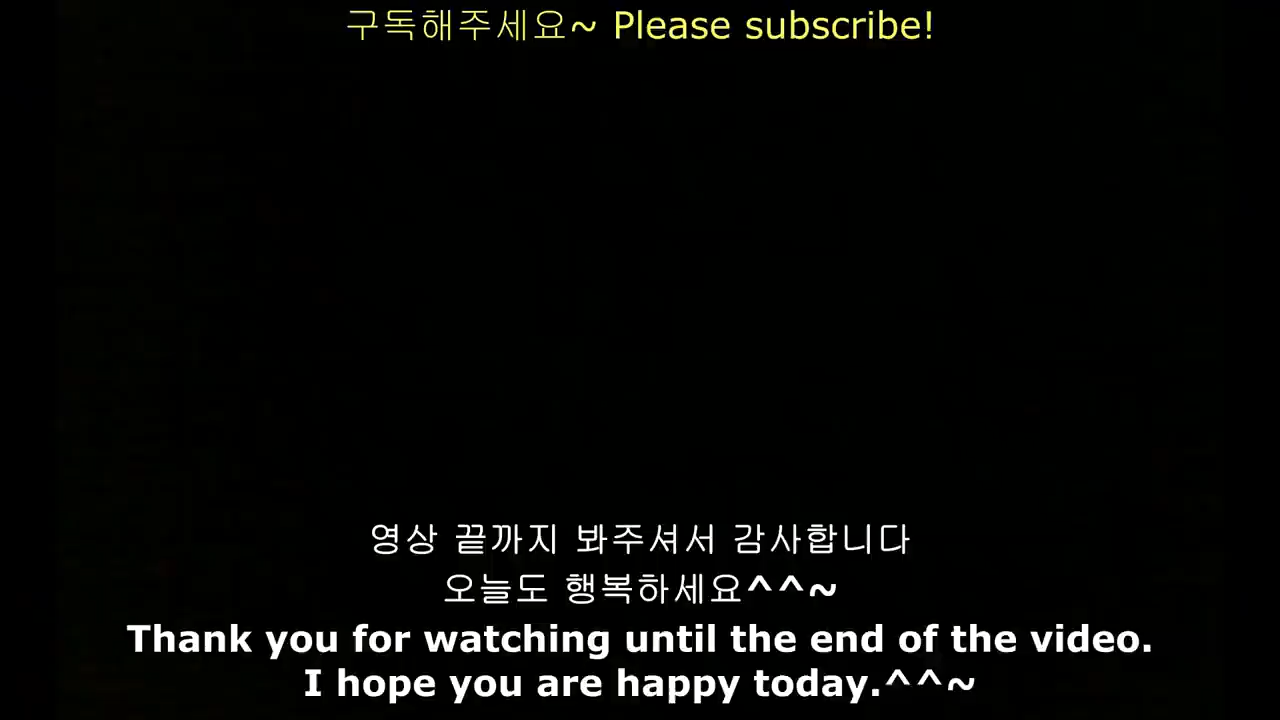 구독해주세요~ Please subscribe!
영상 끝까지 봐주셔서 감사합니다
오늘도 행복하세요^^~
Thank you for watching until the end of the video.
I hope you are happy today.^^~